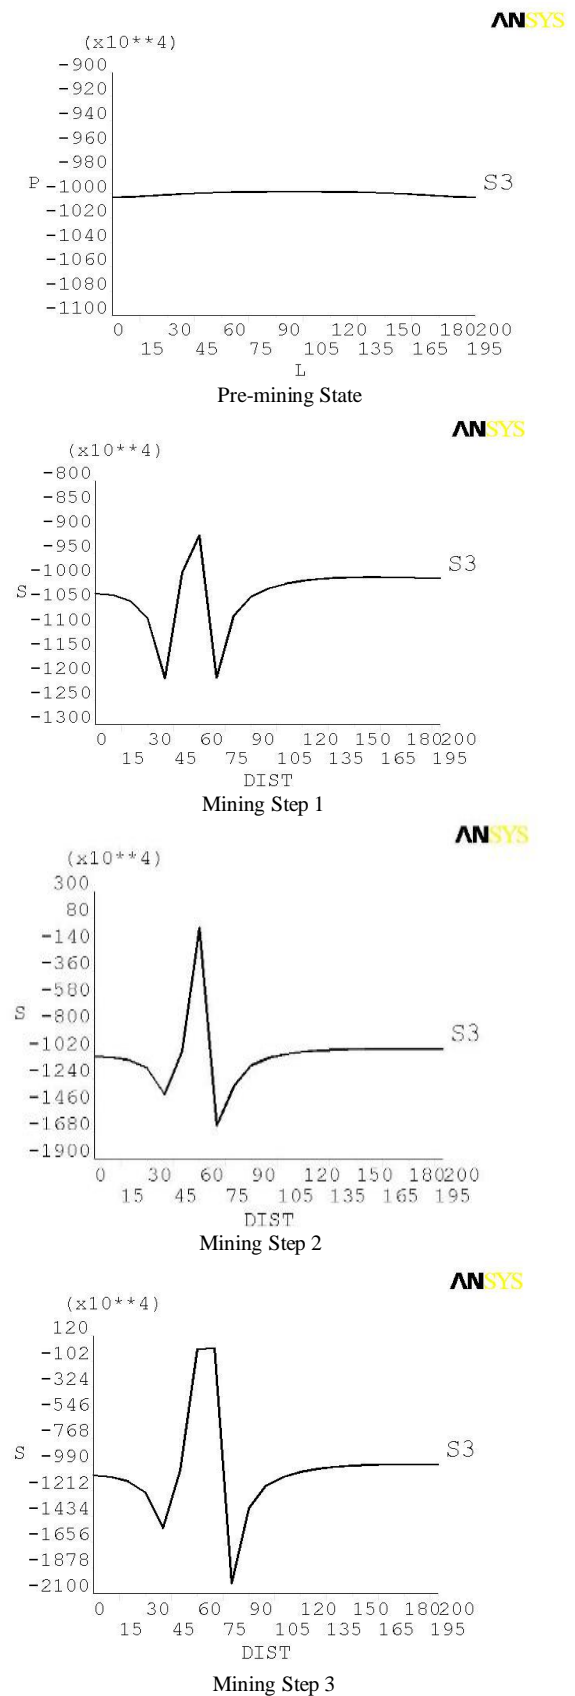 ANSYS
(x10**4)
-900
-920
-940
-960
-980
P -1000 S3
-1020
-1040
-1060
-1080
-1100
0 30 60 90 120 150 180200
15 45 75 105 135 165 195
L
Pre-mining State
ANSYS
(x10**4)
-800
-850
-900
-950
-1000 S3
S -1050
-1100
-1150
-1200
-1250
-1300
0 30 60 90 120 150 180200
15 45 75 105 135 165 195
DIST
Mining Step 1
ANSYS
(x10**4)
300
80
-140
-360
-580
S -800
-1020 S3
-1240
-1460
-1680
-1900
0 30 60 90 120 150 180200
15 45 75 105 135 165 195
DIST
Mining Step 2
ANSYS
(x10**4)
120
-102
-324
-546
-768
S -990 S3
-1212
-1434
-1656
-1878
-2100
0 30 60 90 120 150 180200
15 45 75 105 135 165 195
DIST
Mining Step 3